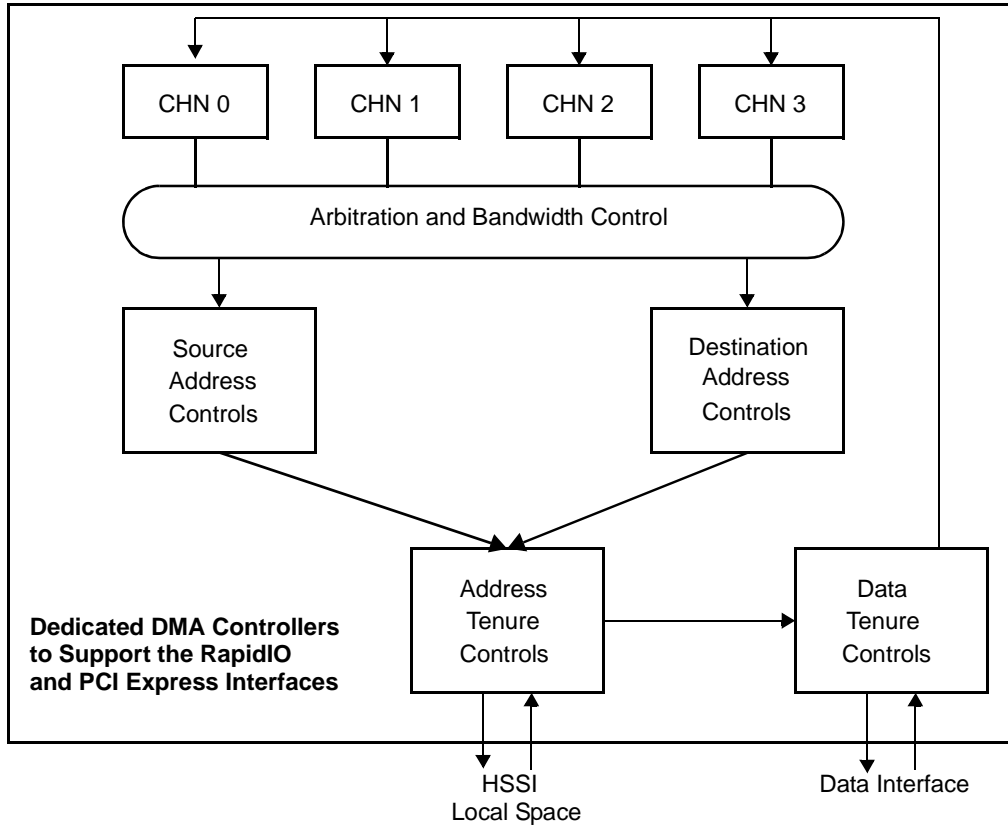 CHN 0
CHN 1
CHN 2
CHN 3
Arbitration and Bandwidth Control
Source
Address
Controls
Destination
Address
Controls
Address
Tenure
Controls
Data
Tenure
Controls
Dedicated DMA Controllers
to Support the RapidIO
and PCI Express Interfaces
HSSI
Local Space
Data Interface